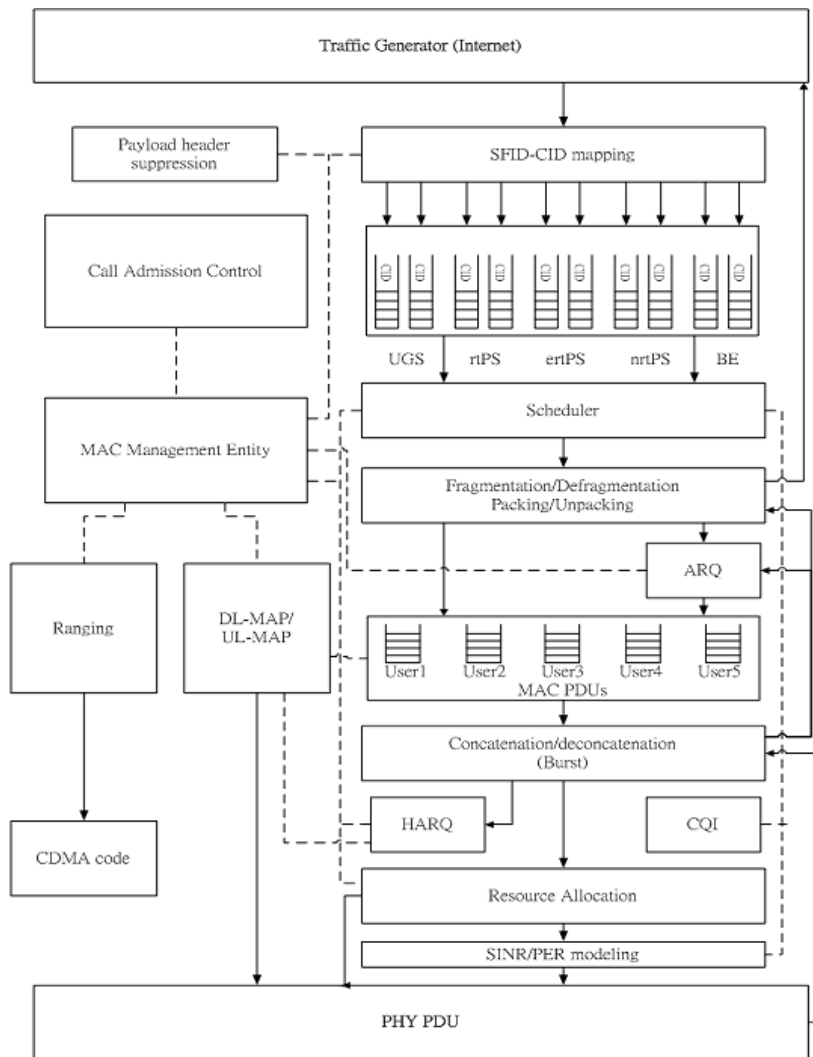 Traffic Generator (Internet)
Payload header
suppression
SFID-CID mapping
Call Admission Control
CID CID CID CID CID CID CID CID CID CID
UGS rtPS ertPS nrtPS BE
Scheduler
MAC Management Entity
Fragmentation/Defragmentation
Packing/Unpacking
ARQ
Ranging
DL-MAP/
UL-MAP
User1 User2 User3 User4 User5
MAC PDUs
Concatenation/deconcatenation
(Burst)
HARQ
CQI
CDMA code
Resource Allocation
SINR/PER modeling
PHY PDU